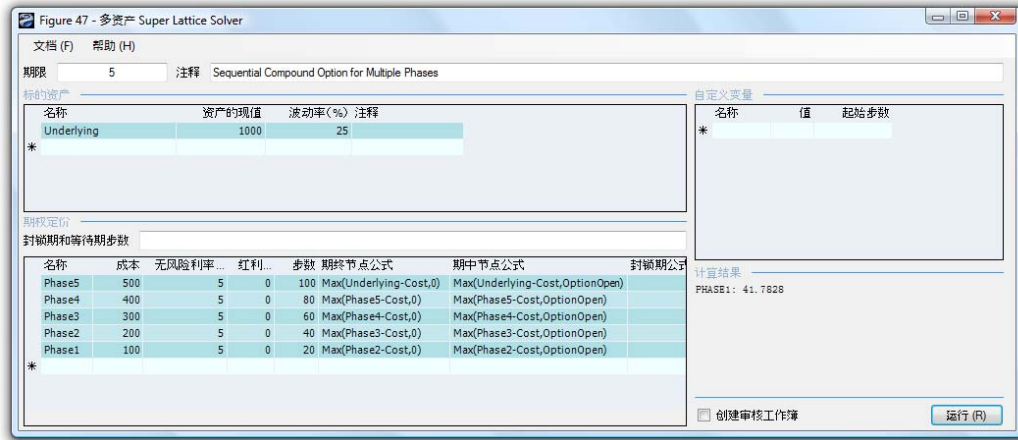 Figure 47 - 多资产 Super Lattice Solver
文档 (F) 帮助 (H)
期限 5 注释 Sequential Compound Option for Multiple Phases
标的资产
名称 资产的现值 波动率(%) 注释
Underlying 1000 25
*
自定义变量
名称 值 起始步数
*
期权定价
封锁期和等待期步数
名称 成本 无风险利率... 红利... 步数 期终节点公式 期中节点公式 封锁期公式
Phase5 500 5 0 100 Max(Underlying-Cost,0) Max(Underlying-Cost,OptionOpen)
Phase4 400 5 0 80 Max(Phase5-Cost,0) Max(Phase5-Cost,OptionOpen)
Phase3 300 5 0 60 Max(Phase4-Cost,0) Max(Phase4-Cost,OptionOpen)
Phase2 200 5 0 40 Max(Phase3-Cost,0) Max(Phase3-Cost,OptionOpen)
Phase1 100 5 0 20 Max(Phase2-Cost,0) Max(Phase2-Cost,OptionOpen)
*
计算结果
PHASE1: 41.7828
创建审核工作簿 运行 (R)